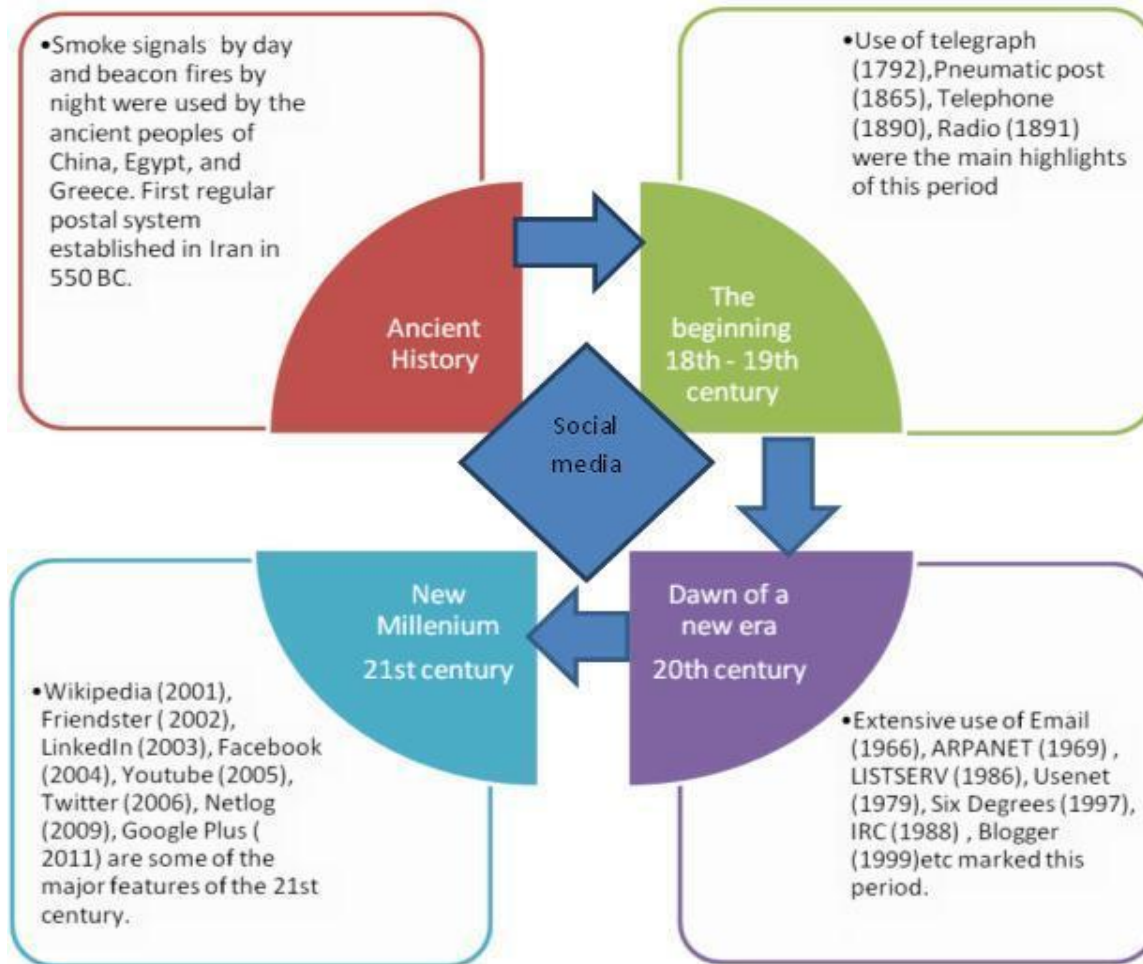 •Smoke signals by day
and beacon fires by
night were used by the
ancient peoples of
China, Egypt, and
Greece. First regular
postal system
established in Iran in
550 BC.
Ancient
History
•Use of telegraph
(1792),Pneumatic post
(1865), Telephone
(1890), Radio (1891)
were the main highlights
of this period
The
beginning
18th - 19th
century
Social
media
New
Millenium
21st century
•Wikipedia (2001),
Friendster ( 2002),
LinkedIn (2003), Facebook
(2004), Youtube (2005),
Twitter (2006), Netlog
(2009), Google Plus (
2011) are some of the
major features of the 21st
century.
Dawn of a
new era
20th century
•Extensive use of Email
(1966), ARPANET (1969) ,
LISTSERV (1986), Usenet
(1979), Six Degrees (1997),
IRC (1988) , Blogger
(1999)etc marked this
period.